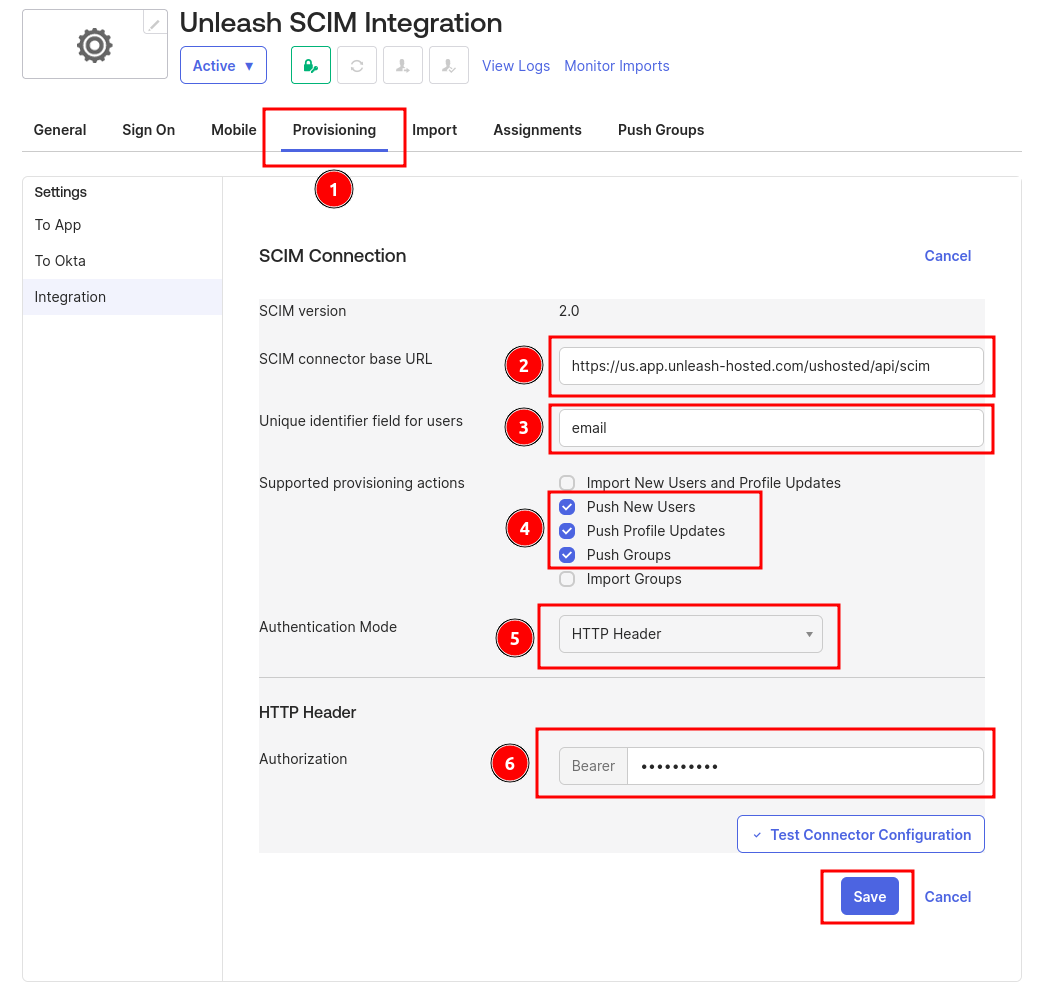 Unleash SCIM Integration
Active ▼
View Logs Monitor Imports
General Sign On Mobile Provisioning Import Assignments Push Groups
1
Settings
To App
To Okta
Integration
SCIM Connection Cancel
SCIM version 2.0
SCIM connector base URL 2 https://us.app.unleash-hosted.com/ushosted/api/scim
Unique identifier field for users 3 email
Supported provisioning actions Import New Users and Profile Updates
Push New Users
4 Push Profile Updates
Push Groups
Import Groups
Authentication Mode 5 HTTP Header
HTTP Header
Authorization 6 Bearer ••••••••••
Test Connector Configuration
Save Cancel